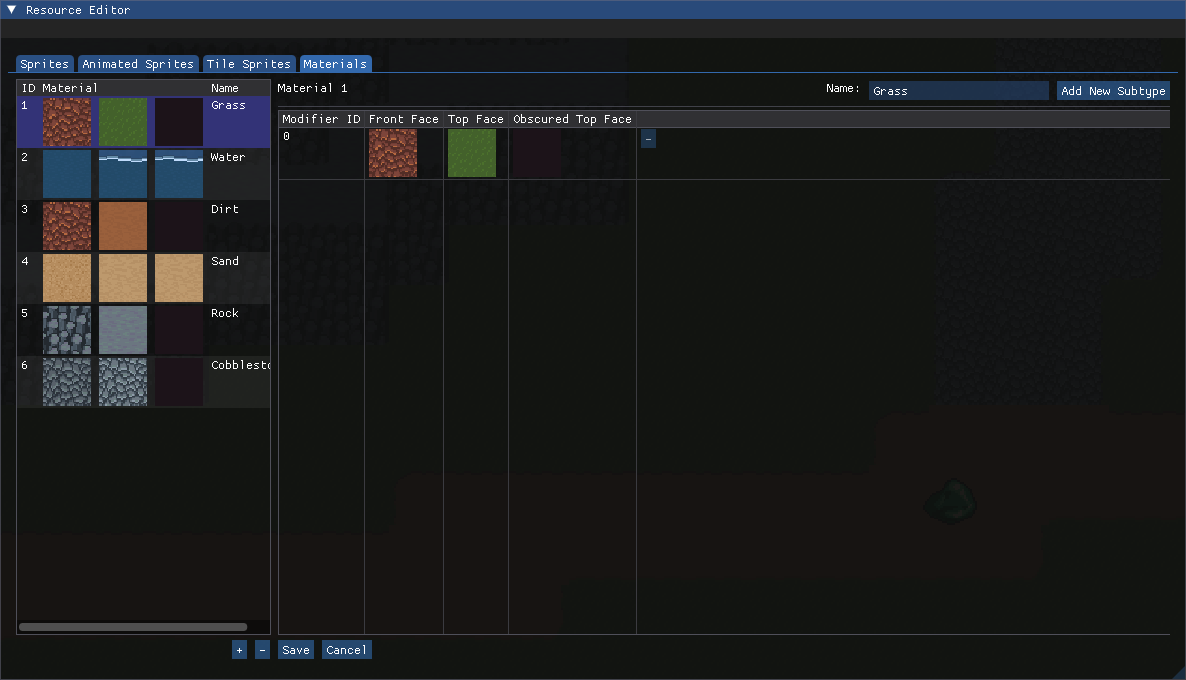 Resource Editor
Sprites Animated Sprites Tile Sprites Materials
ID Material Name
1 Grass
2 Water
3 Dirt
4 Sand
5 Rock
6 Cobblesto
Material 1 Name: Grass Add New Subtype
Modifier ID Front Face Top Face Obscured Top Face
0 -
+ - Save Cancel